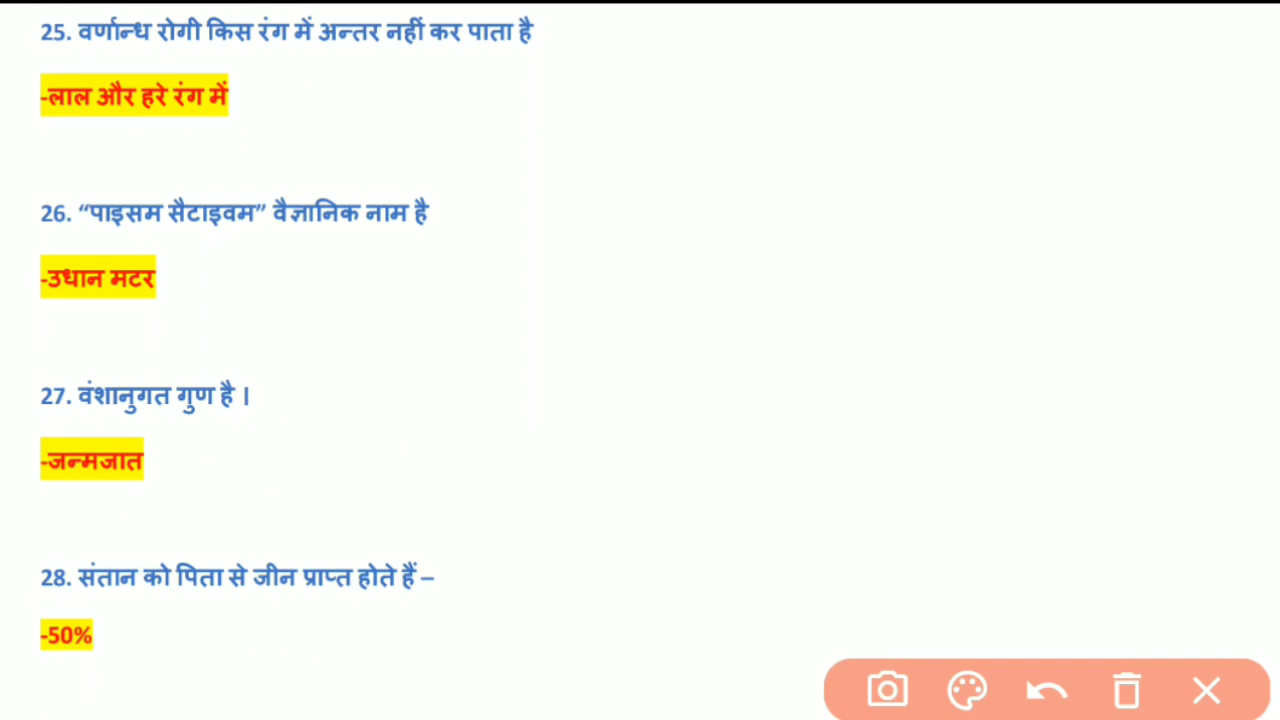 25. वर्णान्ध रोगी किस रंग में अन्तर नहीं कर पाता है
-लाल और हरे रंग में
26. “पाइसम सैटाइवम” वैज्ञानिक नाम है
-उधान मटर
27. वंशानुगत गुण है ।
-जन्मजात
28. संतान को पिता से जीन प्राप्त होते हैं –
-50%